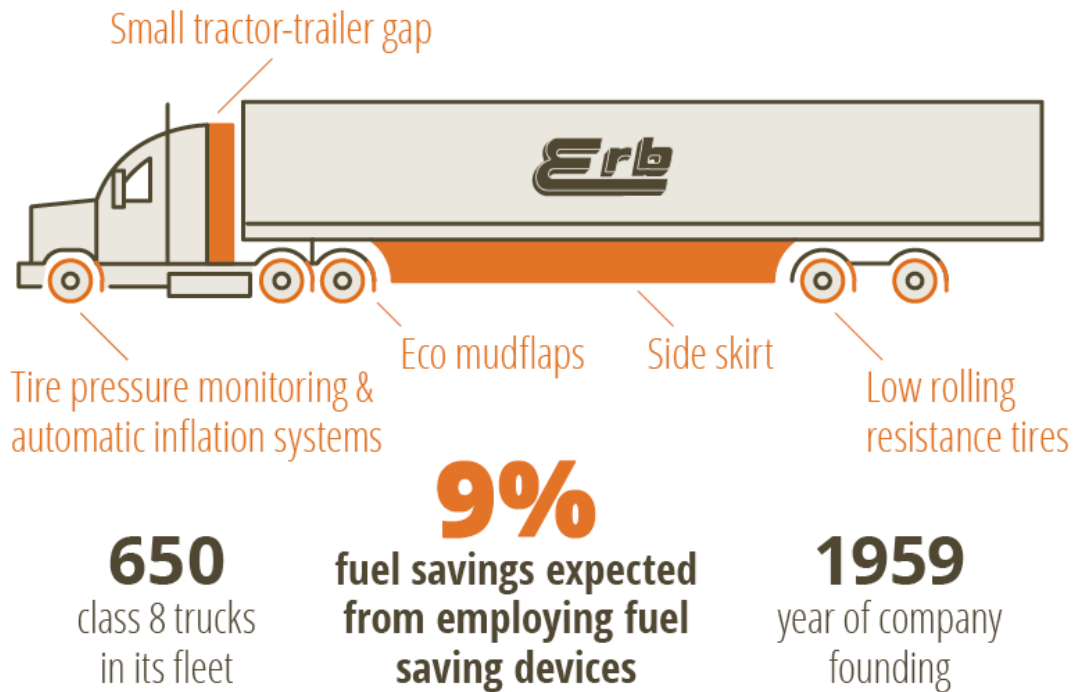 Small tractor-trailer gap
Erb
Eco mudflaps
Side skirt
Tire pressure monitoring &
automatic inflation systems
Low rolling
resistance tires
9%
fuel savings expected
from employing fuel
saving devices
650
class 8 trucks
in its fleet
1959
year of company
founding